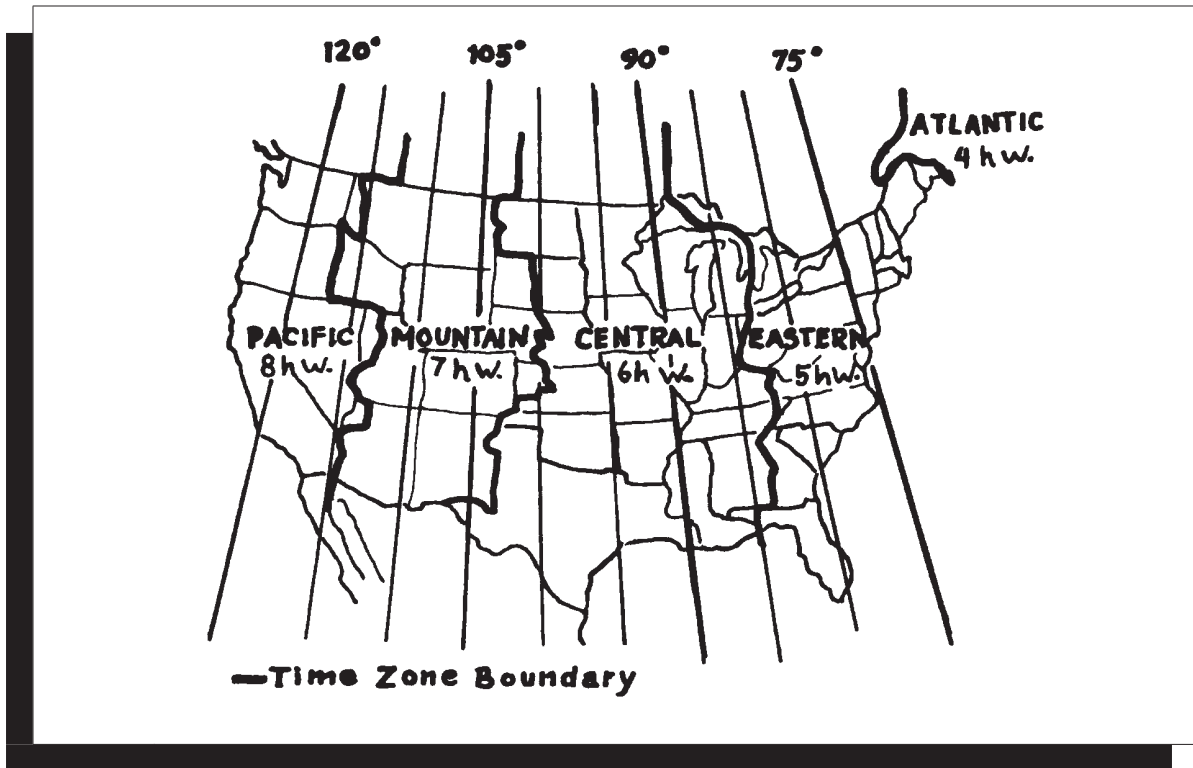 120° 105° 90° 75°
ATLANTIC
4 h w.
PACIFIC
8 h w.
MOUNTAIN
7 h w.
CENTRAL
6 h w.
EASTERN
5 h w.
Time Zone Boundary